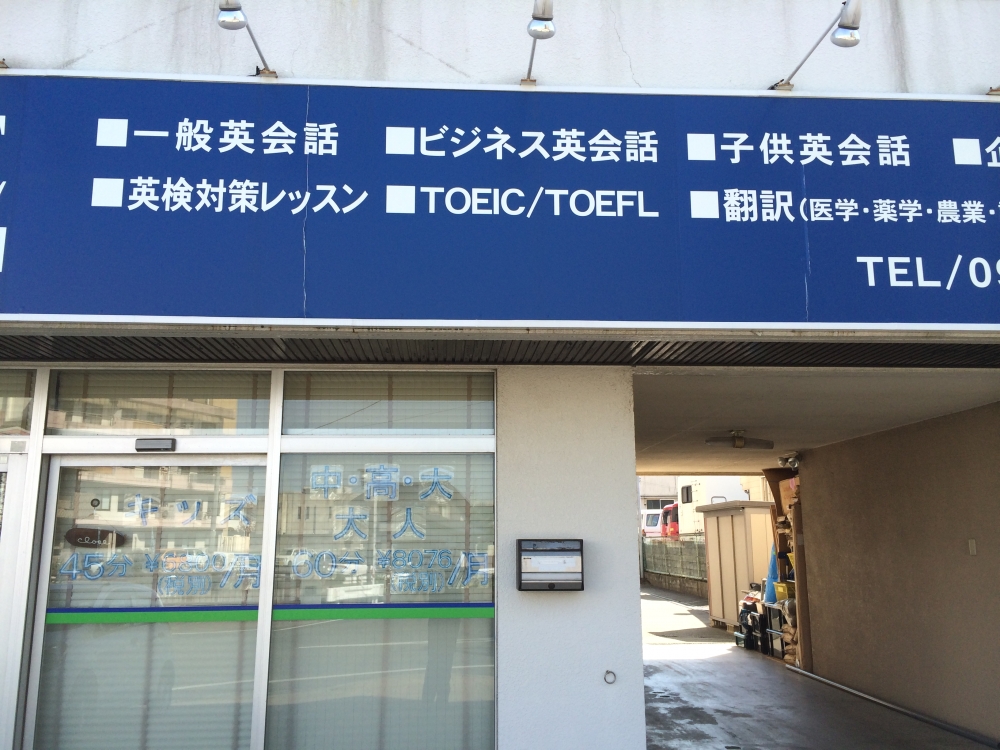 ■一般英会話 ■ビジネス英会話 ■子供英会話
■英検対策レッスン ■TOEIC/TOEFL ■翻訳(医学・薬学・農業・
TEL/09
キッズ
45分 /月
中・高・大
大人
60分 ¥8076/月
close